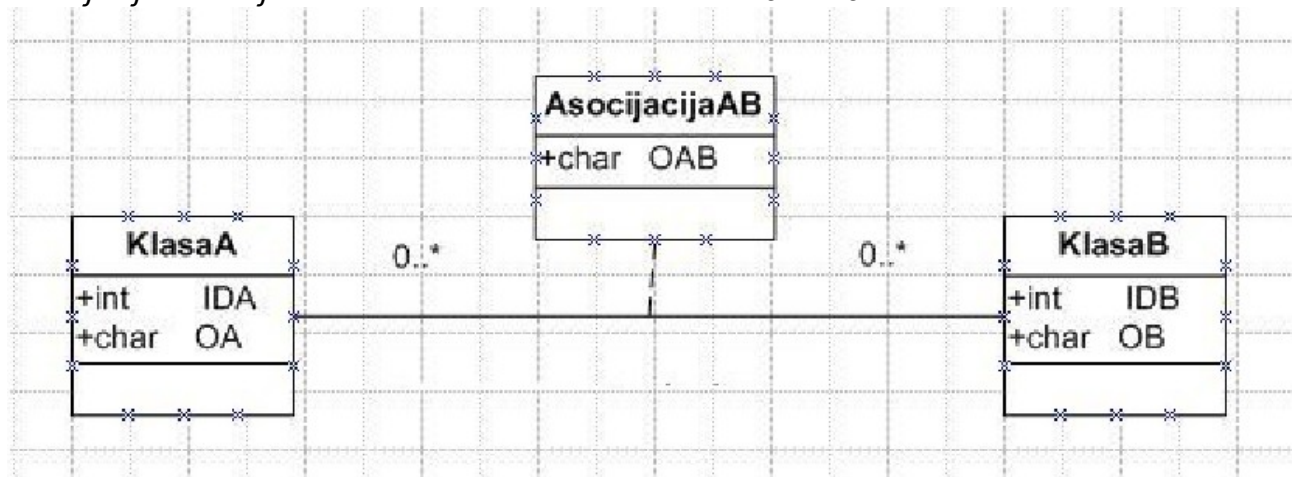 AsocijacijaAB
+char OAB
KlasaA
0..*
0..*
KlasaB
+int IDA
+char OA
+int IDB
+char OB